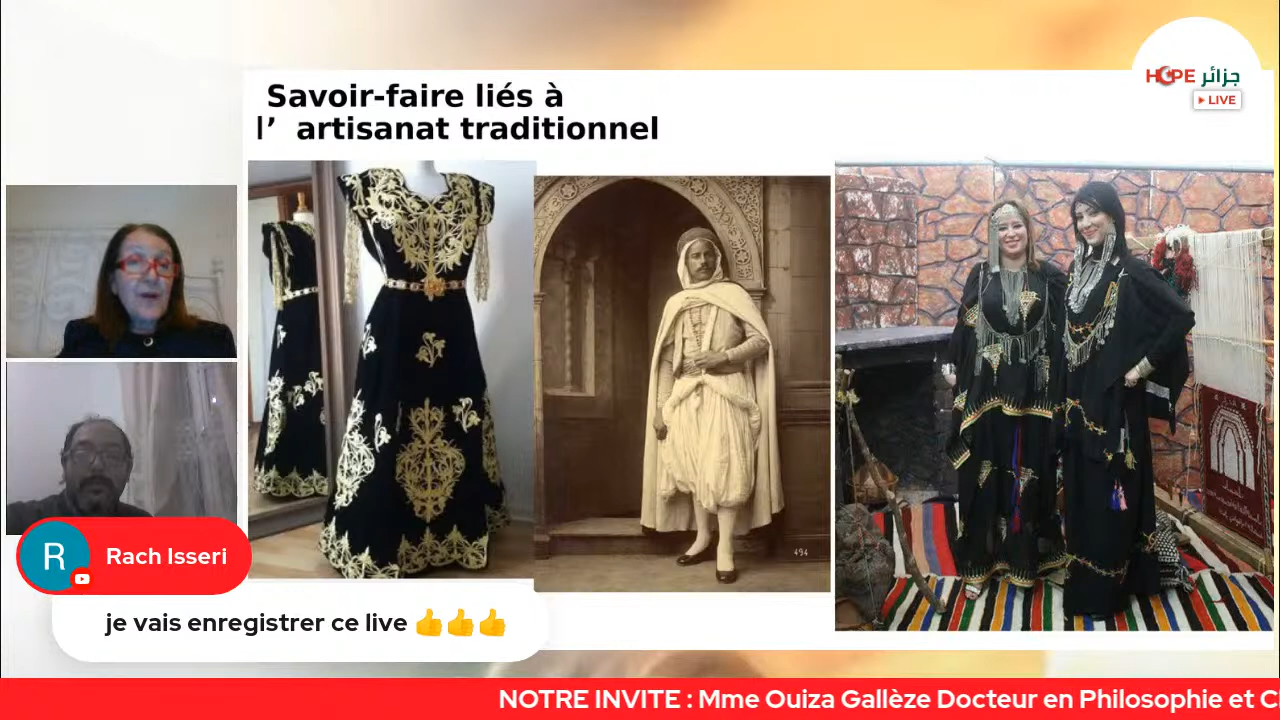 HOPE جزائر
LIVE
Savoir-faire liés à
l’ artisanat traditionnel
494
R
Rach Isseri
je vais enregistrer ce live 👍👍👍
NOTRE INVITE : Mme Ouiza Gallèze Docteur en Philosophie et C